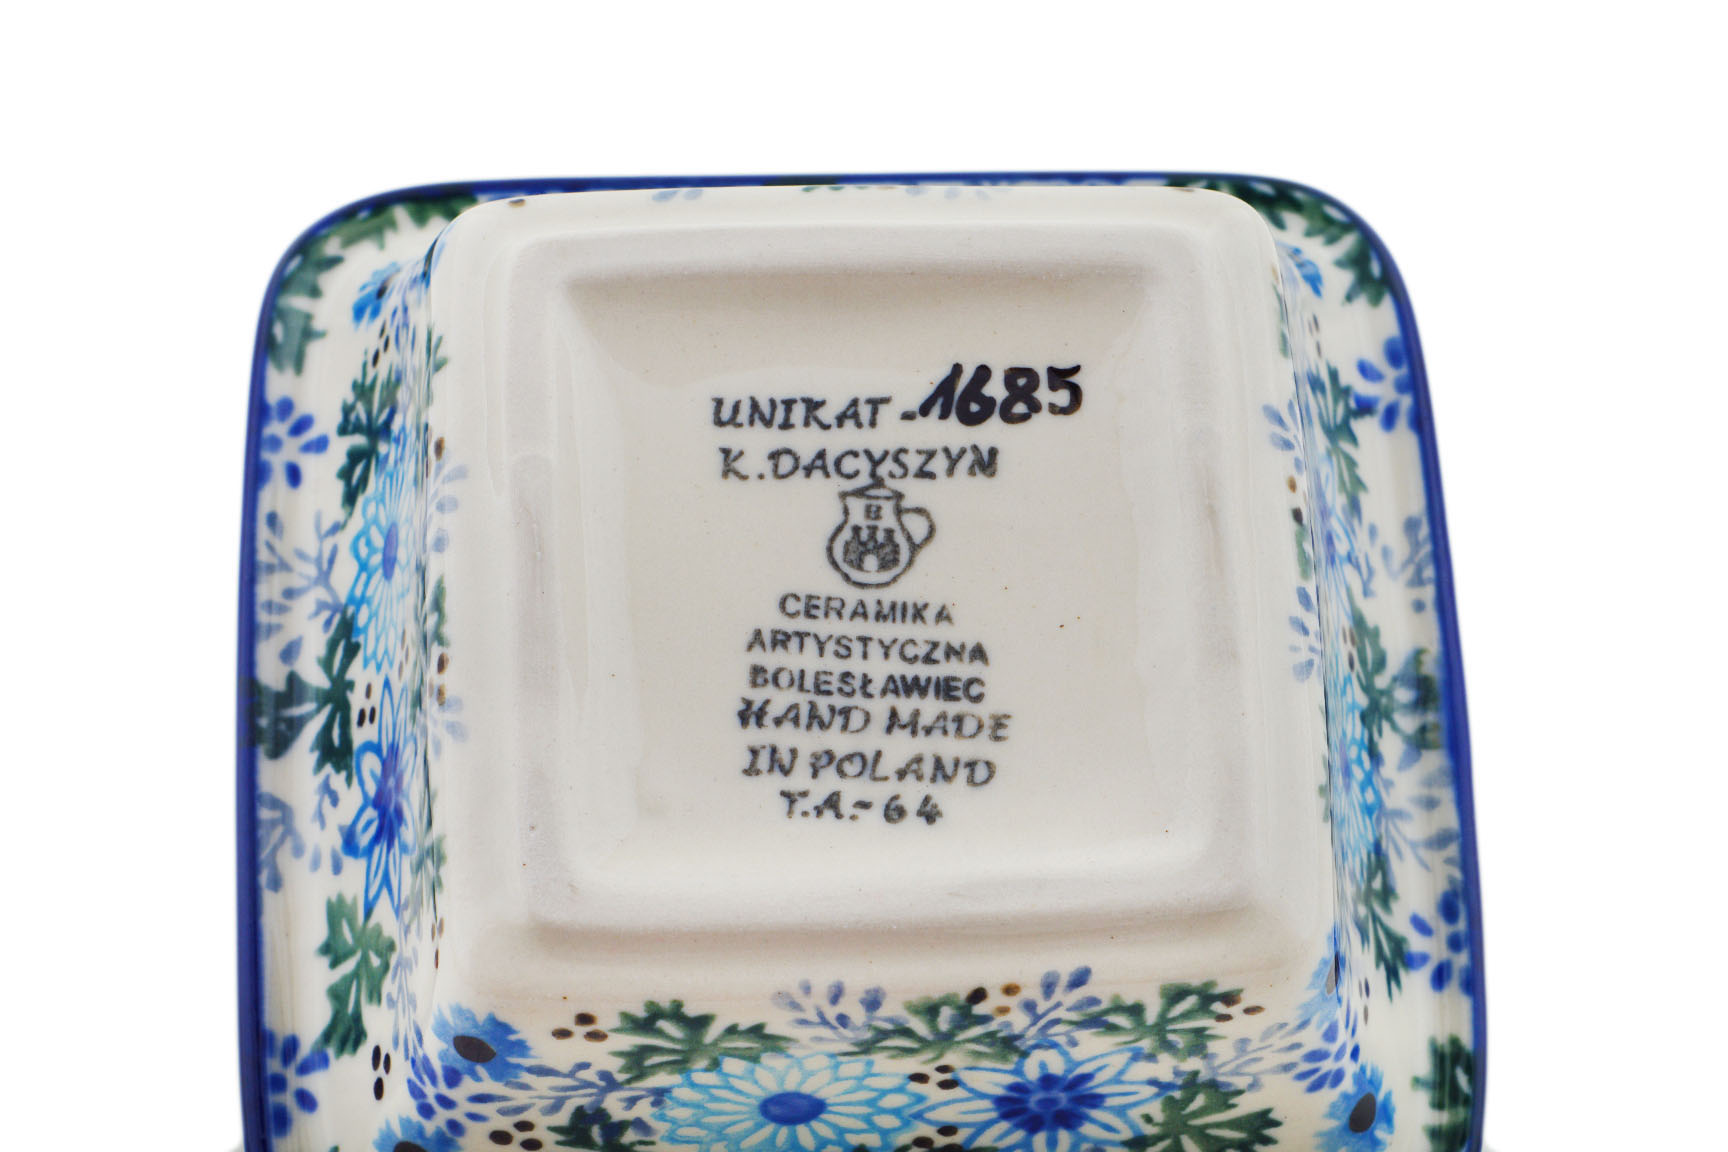 UNIKAT - 1685
K. DACYSZYN
B
CERAMIKA
ARTYSTYCZNA
BOLESŁAWIEC
HAND MADE
IN POLAND
T.A.-64